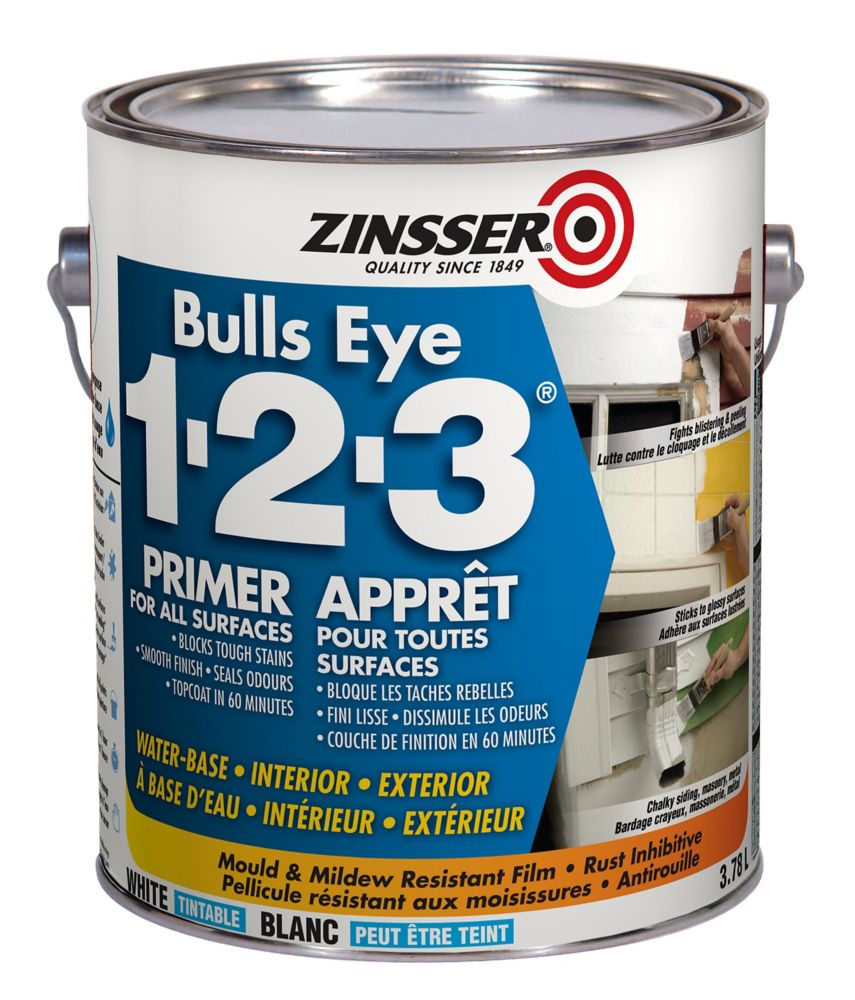 ZINSSER®
QUALITY SINCE 1849
Bulls Eye
1·2·3®
PRIMER
FOR ALL SURFACES
• BLOCKS TOUGH STAINS
• SMOOTH FINISH • SEALS ODOURS
• TOPCOAT IN 60 MINUTES
APPRÊT
POUR TOUTES
SURFACES
• BLOQUE LES TACHES REBELLES
• FINI LISSE • DISSIMULE LES ODEURS
• COUCHE DE FINITION EN 60 MINUTES
WATER-BASE • INTERIOR • EXTERIOR
À BASE D'EAU • INTÉRIEUR • EXTÉRIEUR
Fights blistering & peeling
Lutte contre le cloquage et le décollement
Sticks to glossy surfaces
Adhère aux surfaces lustrées
Chalky siding, masonry, metal
Bardage crayeux, massonerie, métal
Mould & Mildew Resistant Film • Rust Inhibitive
Pellicule résistant aux moisissures • Antirouille
3.78 L
WHITE TINTABLE
BLANC PEUT ÊTRE TEINT